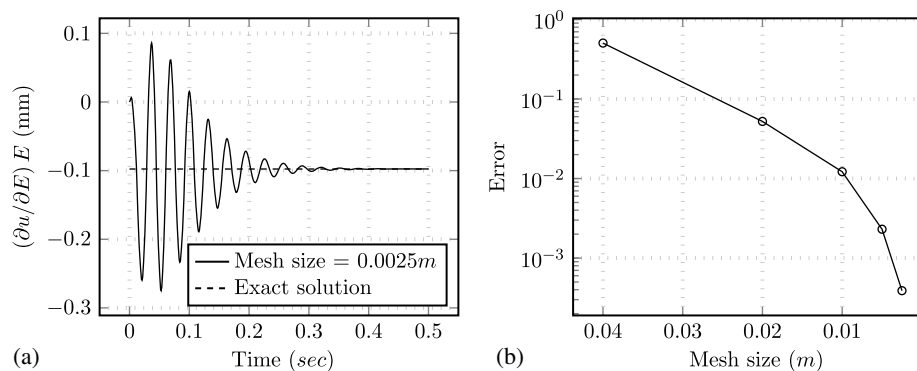 0.1
0
−0.1
−0.2
−0.3
(∂u/∂E) E (mm)
Mesh size = 0.0025m
Exact solution
0
0.1
0.2
0.3
0.4
0.5
Time (sec)
(a)
10⁰
10⁻¹
10⁻²
10⁻³
Error
0.04
0.03
0.02
0.01
Mesh size (m)
(b)